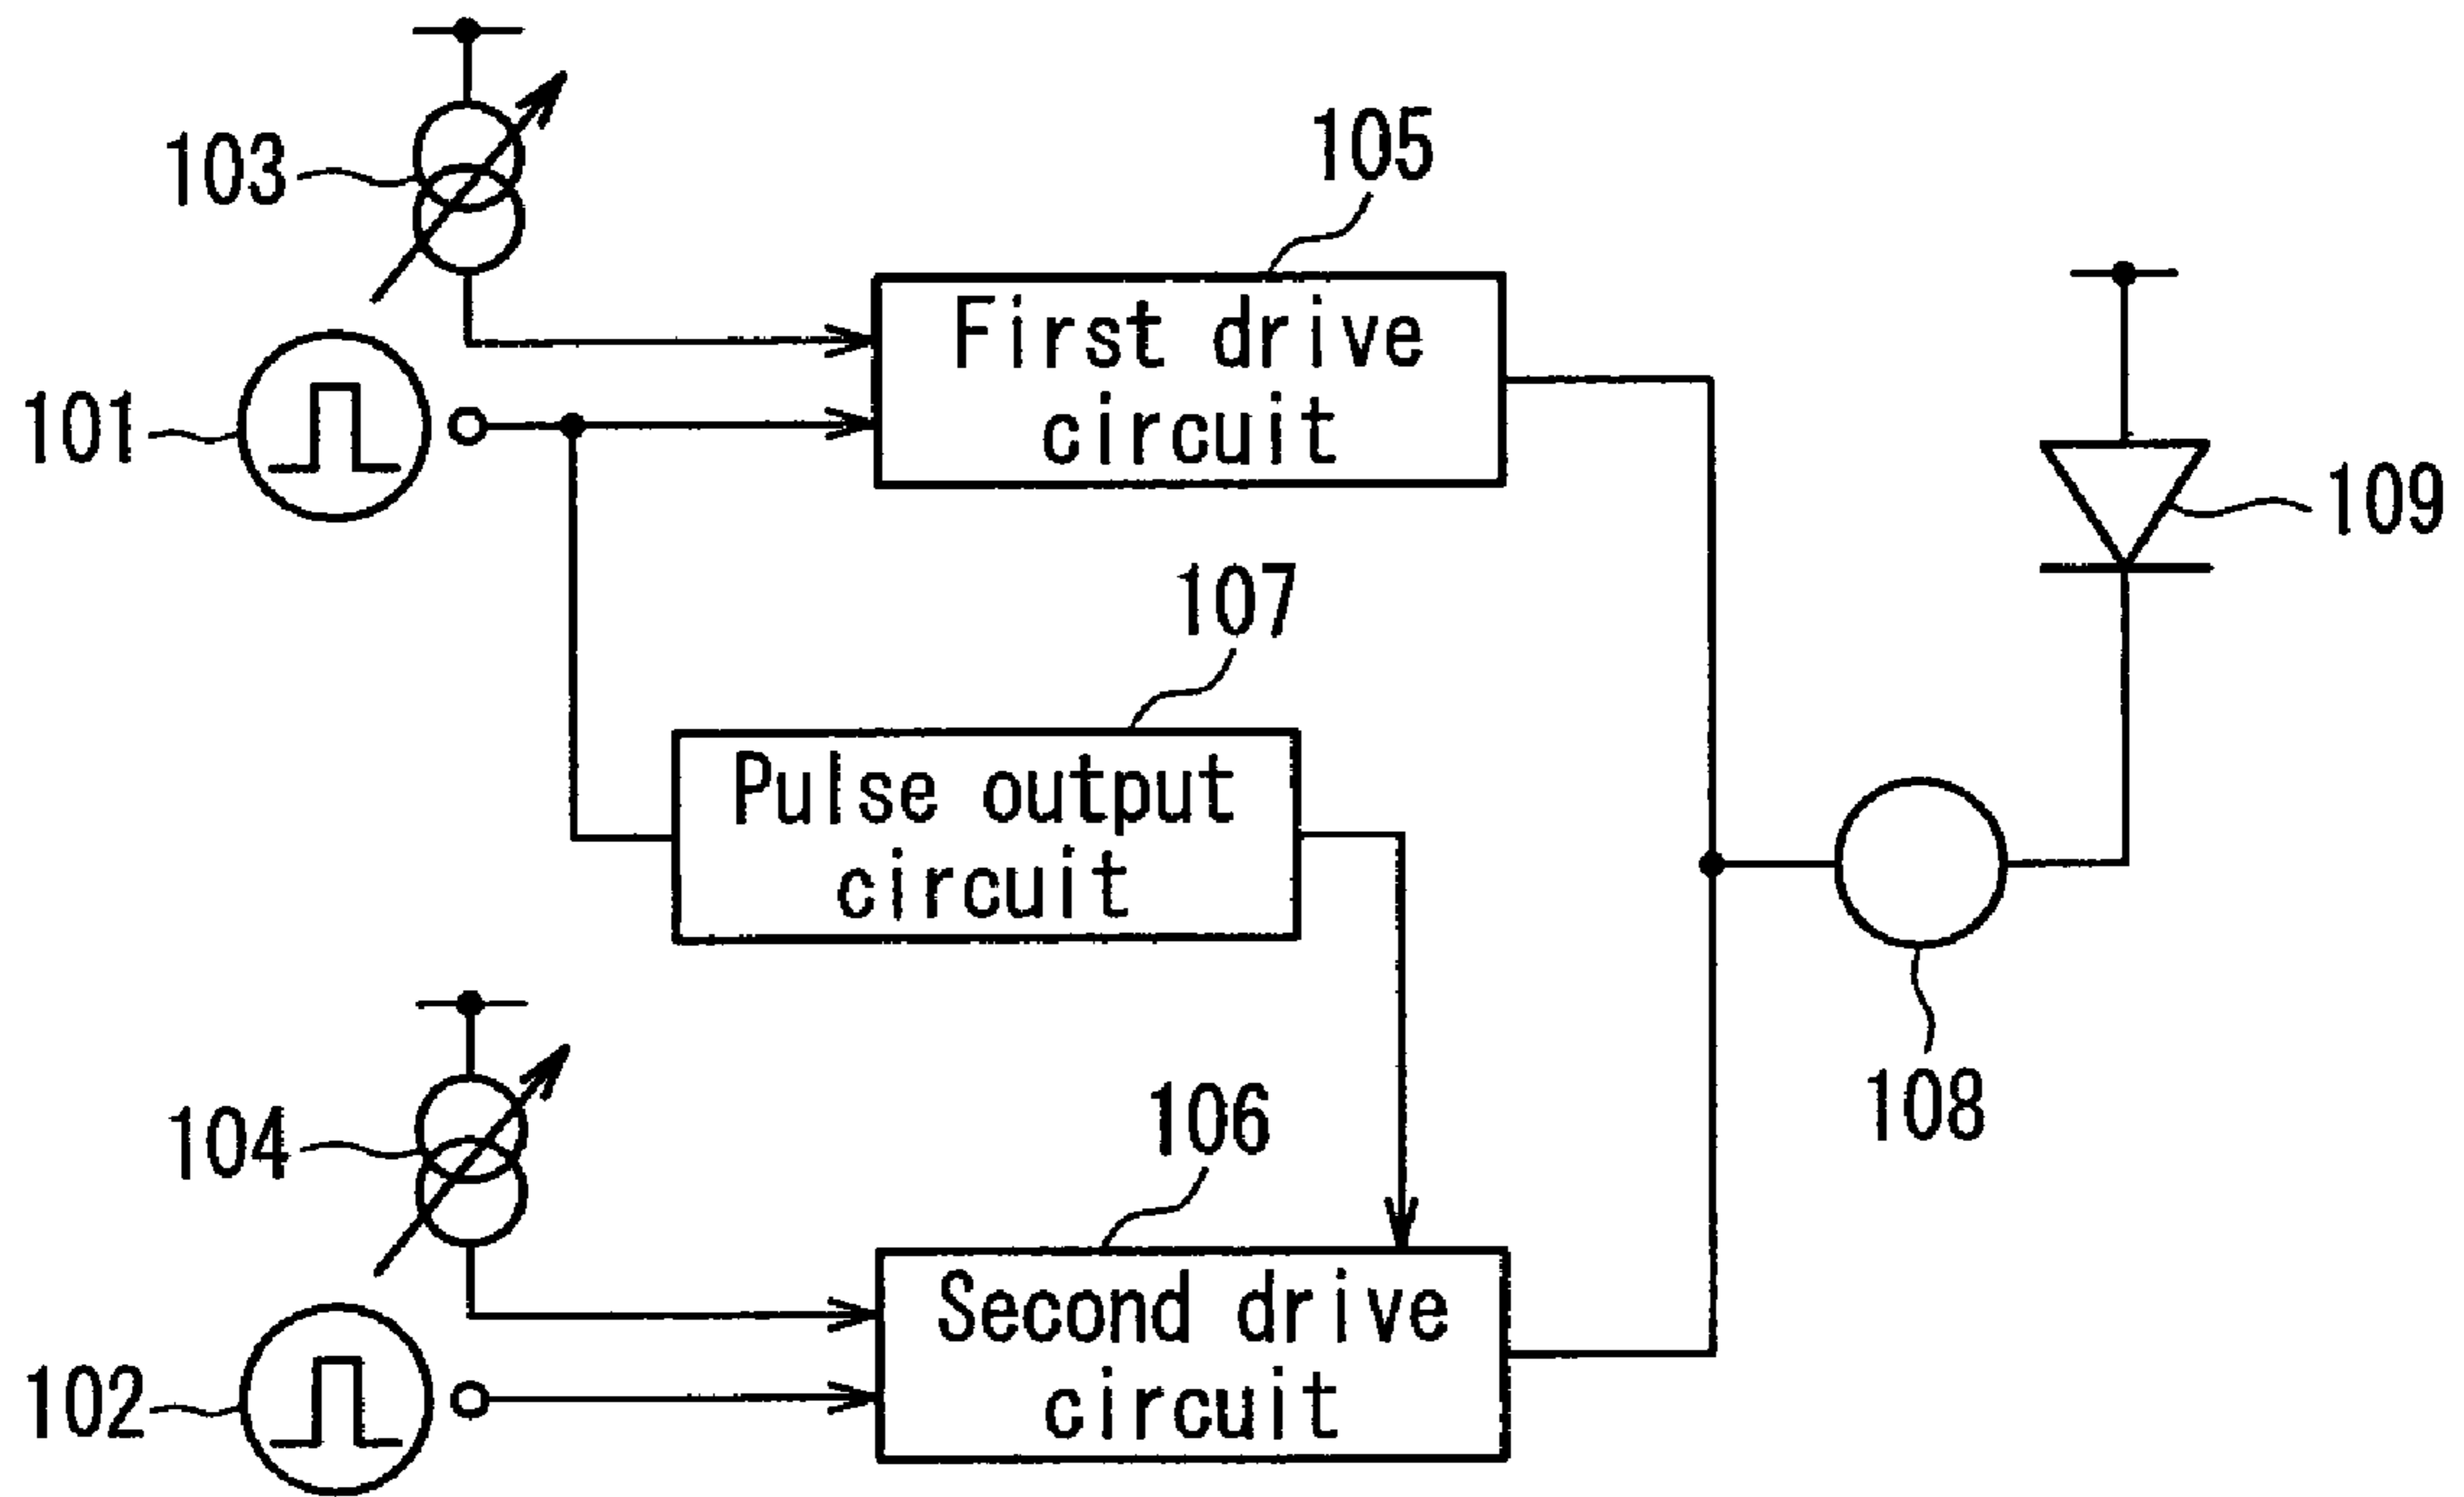 103
105
First drive
circuit
101
109
107
Pulse output
circuit
108
104
106
Second drive
circuit
102